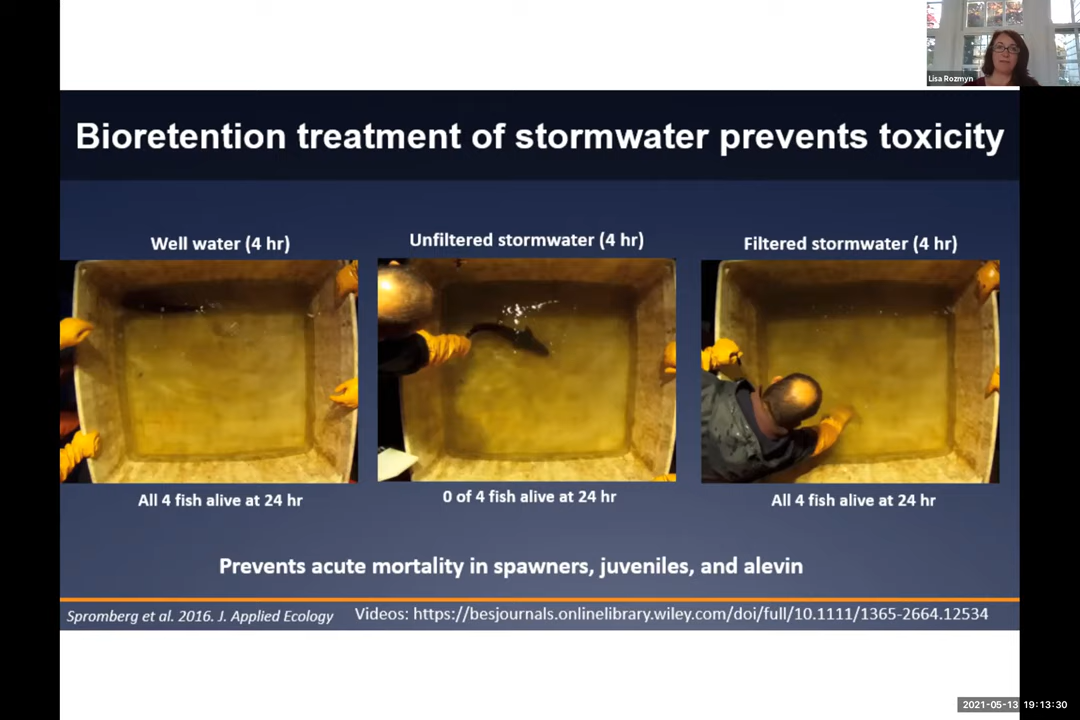 Lisa Rozmyn
Bioretention treatment of stormwater prevents toxicity
Well water (4 hr)
Unfiltered stormwater (4 hr)
Filtered stormwater (4 hr)
All 4 fish alive at 24 hr
0 of 4 fish alive at 24 hr
All 4 fish alive at 24 hr
Prevents acute mortality in spawners, juveniles, and alevin
Spromberg et al. 2016. J. Applied Ecology
Videos: https://besjournals.onlinelibrary.wiley.com/doi/full/10.1111/1365-2664.12534
2021-05-13 19:13:30